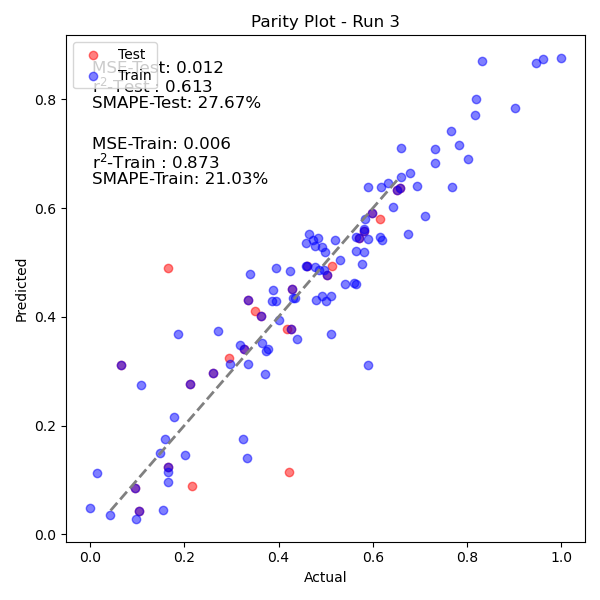 Parity Plot - Run 3
Test
Train
MSE-Test: 0.012
r²-Test : 0.613
SMAPE-Test: 27.67%
MSE-Train: 0.006
r²-Train : 0.873
SMAPE-Train: 21.03%
Predicted
0.8
0.6
0.4
0.2
0.0
0.0 0.2 0.4 0.6 0.8 1.0
Actual